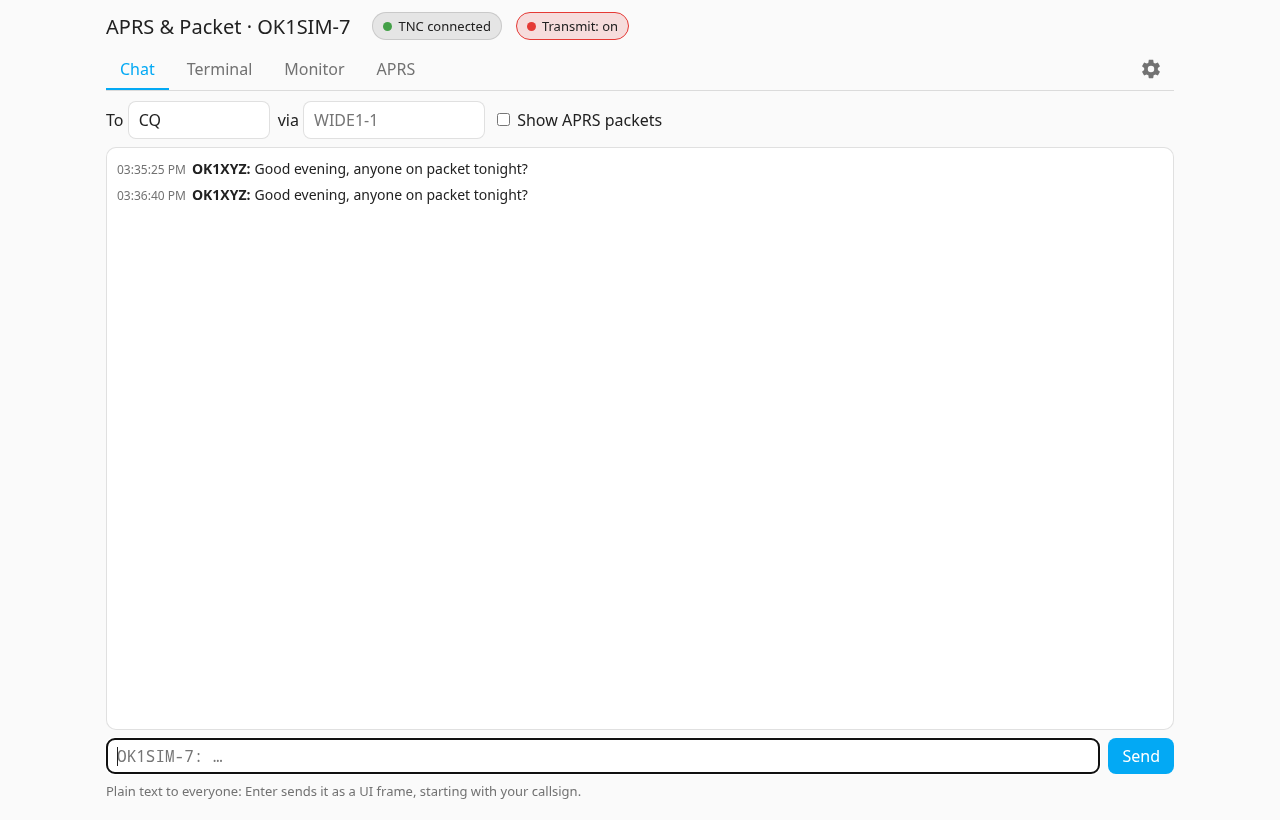 APRS & Packet · OK1SIM-7
TNC connected
Transmit: on
Chat
Terminal
Monitor
APRS
To CQ via WIDE1-1 Show APRS packets
03:35:25 PM OK1XYZ: Good evening, anyone on packet tonight?
03:36:40 PM OK1XYZ: Good evening, anyone on packet tonight?
OK1SIM-7: …
Send
Plain text to everyone: Enter sends it as a UI frame, starting with your callsign.